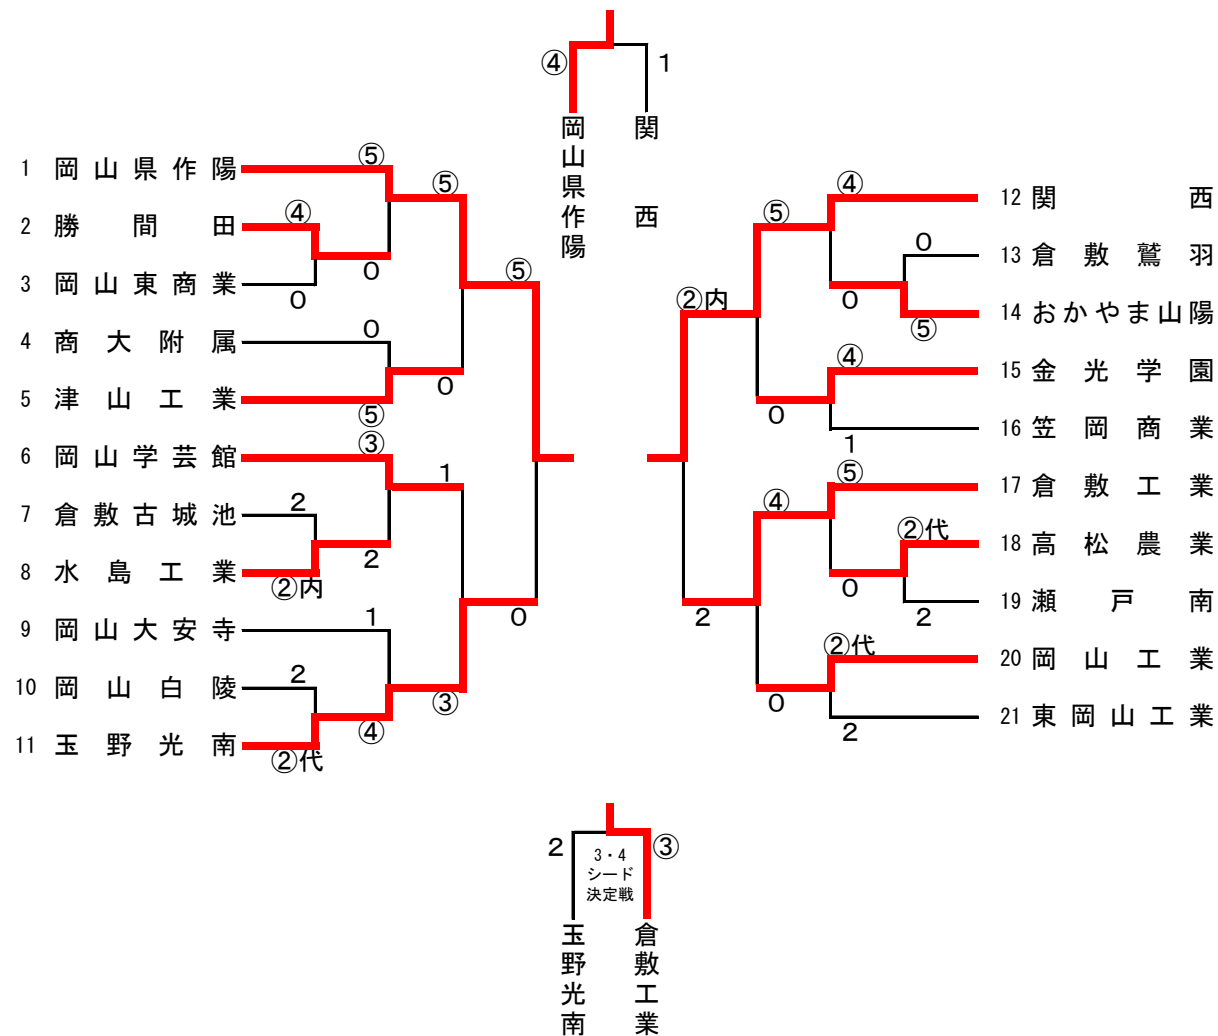 ④ 1
岡山県作陽
関西
1 岡山県作陽 ⑤
⑤
2 勝間田 ④
0
3 岡山東商業 0
⑤
4 商大附属 0
0
5 津山工業 ⑤
6 岡山学芸館 ③
1
7 倉敷古城池 2
2
8 水島工業 ②内
0
9 岡山大安寺 1
③
10 岡山白陵 2
④
11 玉野光南 ②代
④ 12 関西
⑤
0 13 倉敷鷲羽
0
⑤ 14 おかやま山陽
②内
④ 15 金光学園
0
1 16 笠岡商業
⑤ 17 倉敷工業
④
②代 18 高松農業
0
2 19 瀬戸南
2
②代 20 岡山工業
0
2 21 東岡山工業
2 ③
3・4
シード
決定戦
玉野光南
倉敷工業